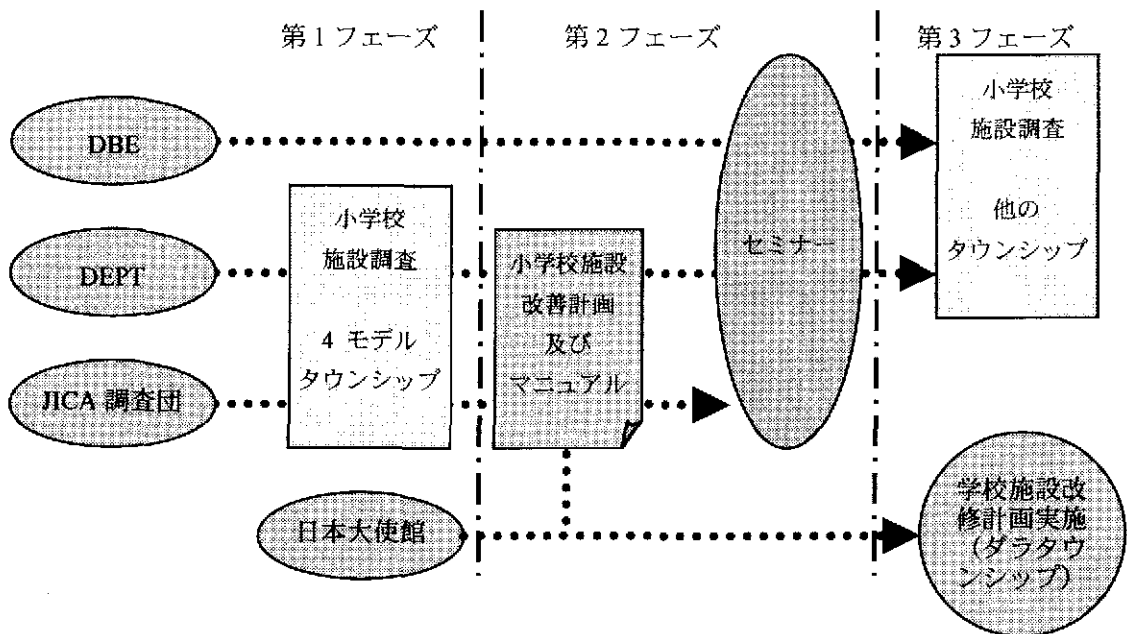 第1フェーズ
第2フェーズ
第3フェーズ
DBE
DEPT
JICA 調査団
小学校
施設調査
4 モデル
タウンシップ
小学校施設
改善計画
及び
マニュアル
セミナー
小学校
施設調査
他の
タウンシップ
日本大使館
学校施設改
修計画実施
(ダラタウ
ンシップ)